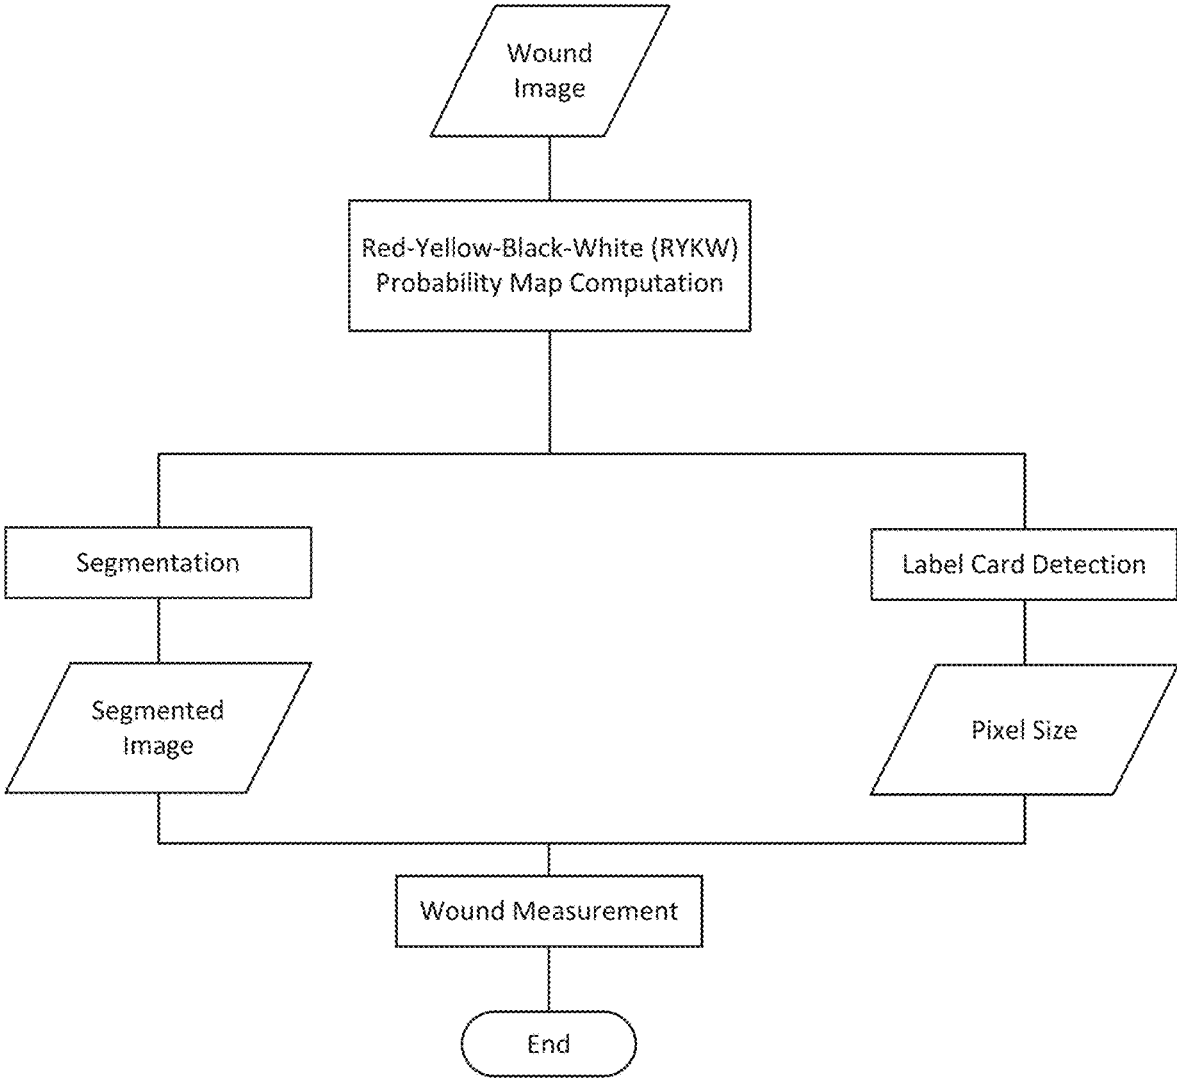 Wound
Image
Red-Yellow-Black-White (RYKW)
Probability Map Computation
Segmentation
Label Card Detection
Segmented
Image
Pixel Size
Wound Measurement
End